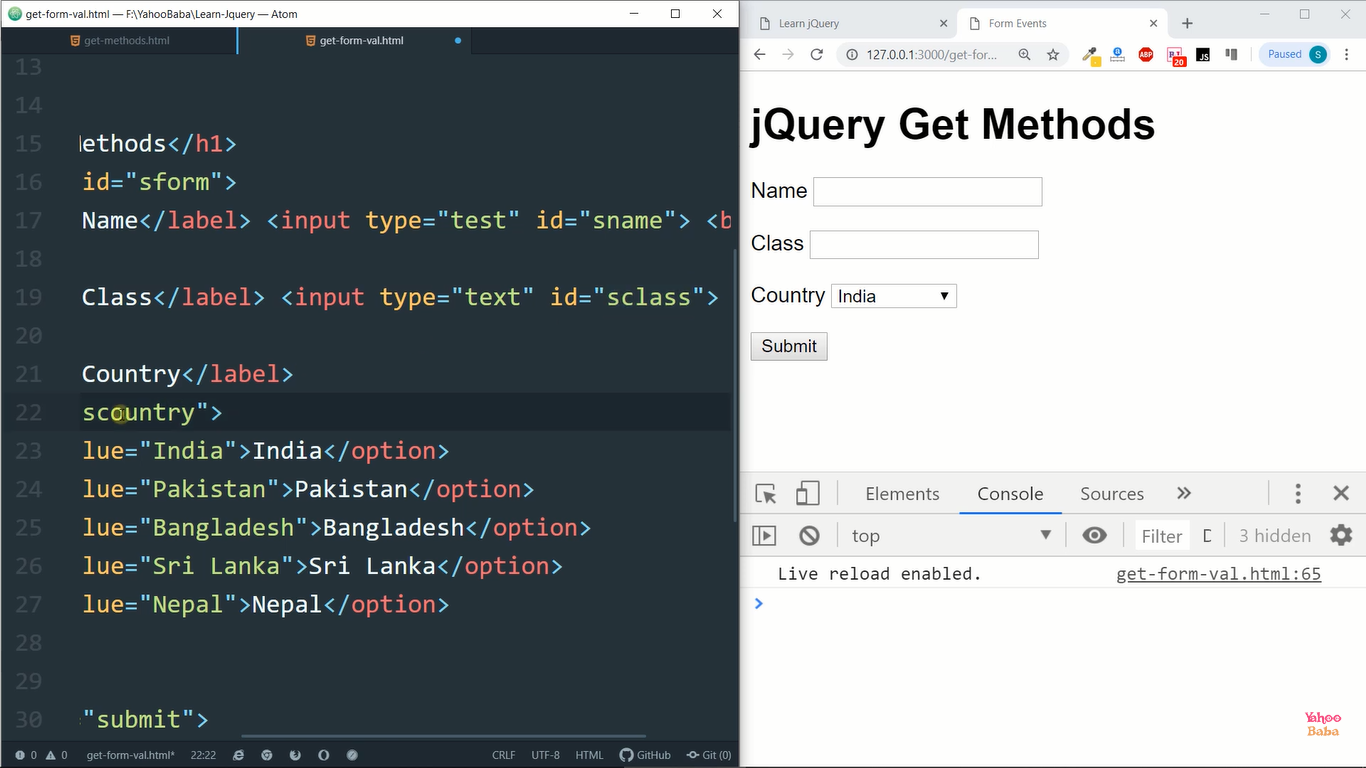 get-form-val.html — F:\YahooBaba\Learn-Jquery — Atom
get-methods.html
get-form-val.html
13
14
15 Methods</h1>
16 id="sform">
17 Name</label> <input type="test" id="sname"> <b
18
19 Class</label> <input type="text" id="sclass">
20
21 Country</label>
22 scountry">
23 lue="India">India</option>
24 lue="Pakistan">Pakistan</option>
25 lue="Bangladesh">Bangladesh</option>
26 lue="Sri Lanka">Sri Lanka</option>
27 lue="Nepal">Nepal</option>
28
29
30 "submit">
0 0 get-form-val.html* 22:22 CRLF UTF-8 HTML GitHub Git (0)
Learn jQuery
Form Events
127.0.0.1:3000/get-for...
a
ABP
20
JS
Paused S
jQuery Get Methods
Name
Class
Country India
Submit
Elements Console Sources
top Filter D 3 hidden
Live reload enabled. get-form-val.html:65
Yahoo
Baba